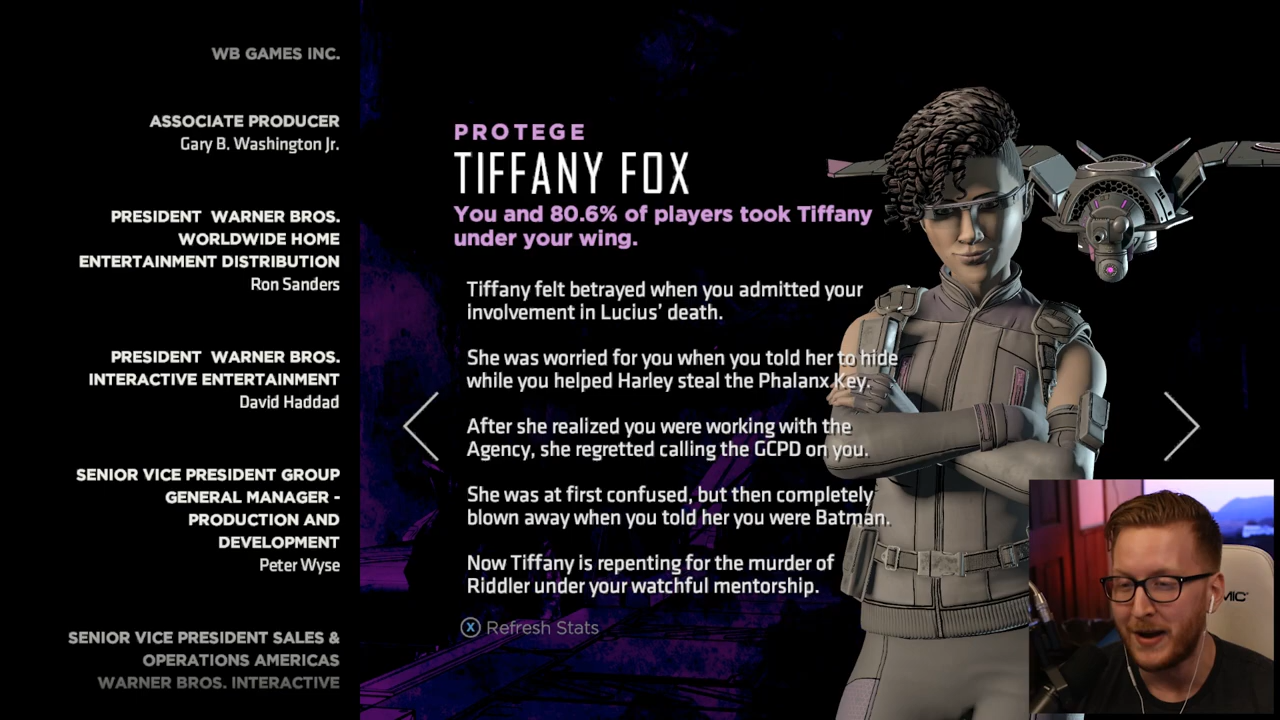 WB GAMES INC.
ASSOCIATE PRODUCER
Gary B. Washington Jr.
PRESIDENT WARNER BROS.
WORLDWIDE HOME
ENTERTAINMENT DISTRIBUTION
Ron Sanders
PRESIDENT WARNER BROS.
INTERACTIVE ENTERTAINMENT
David Haddad
SENIOR VICE PRESIDENT GROUP
GENERAL MANAGER -
PRODUCTION AND
DEVELOPMENT
Peter Wyse
SENIOR VICE PRESIDENT SALES &
OPERATIONS AMERICAS
WARNER BROS. INTERACTIVE
PROTEGE
TIFFANY FOX
You and 80.6% of players took Tiffany
under your wing.
Tiffany felt betrayed when you admitted your
involvement in Lucius' death.
She was worried for you when you told her to hide
while you helped Harley steal the Phalanx Key.
After she realized you were working with the
Agency, she regretted calling the GCPD on you.
She was at first confused, but then completely
blown away when you told her you were Batman.
Now Tiffany is repenting for the murder of
Riddler under your watchful mentorship.
X Refresh Stats